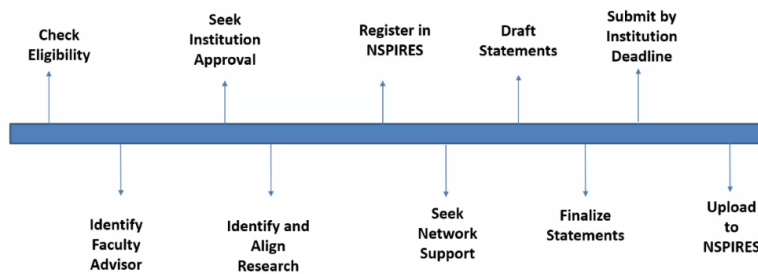 Check
Eligibility
Seek
Institution
Approval
Register in
NSPIRES
Draft
Statements
Submit by
Institution
Deadline
Identify
Faculty
Advisor
Identify and
Align
Research
Seek
Network
Support
Finalize
Statements
Upload
to
NSPIRES